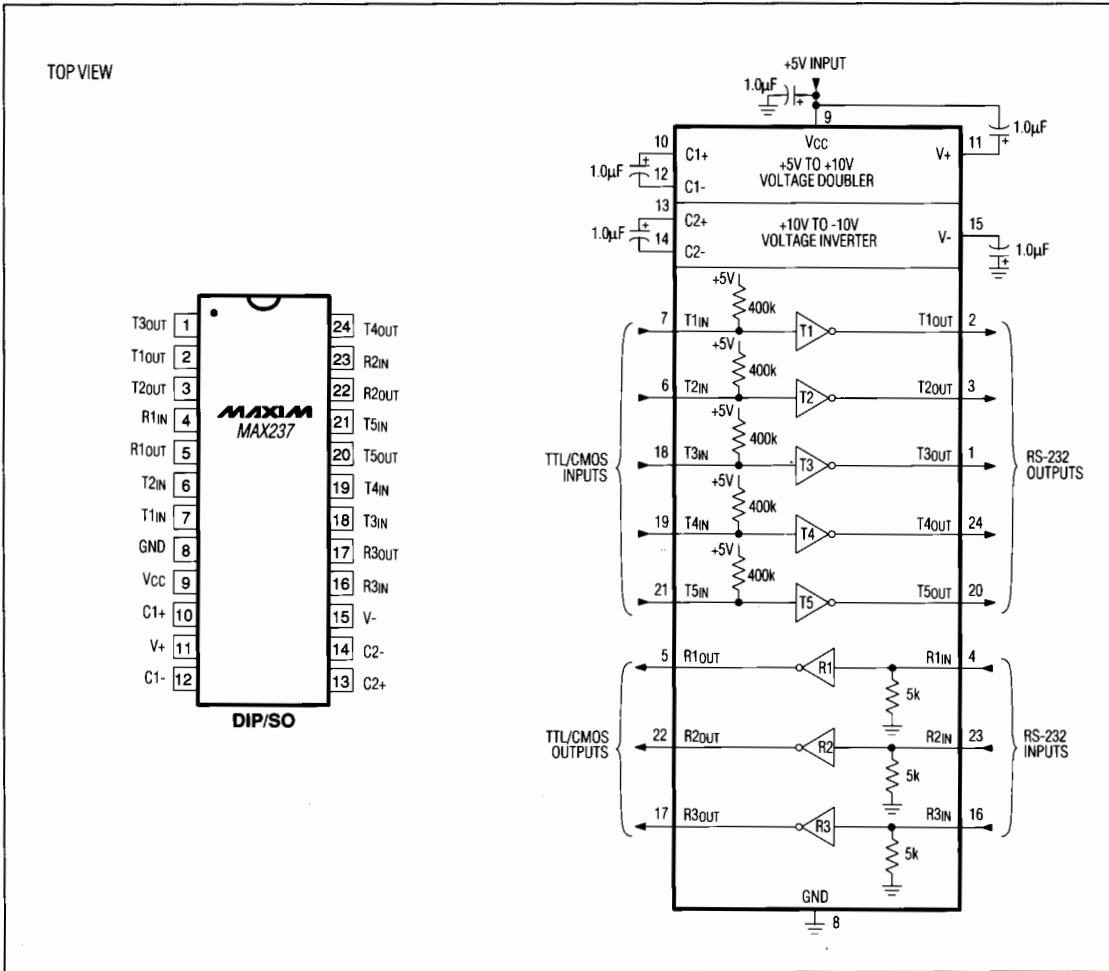 TOP VIEW
T3OUT 1
T1OUT 2
T2OUT 3
R1IN 4
R1OUT 5
T2IN 6
T1IN 7
GND 8
VCC 9
C1+ 10
V+ 11
C1- 12
24 T4OUT
23 R2IN
22 R2OUT
21 T5IN
20 T5OUT
19 T4IN
18 T3IN
17 R3OUT
16 R3IN
15 V-
14 C2-
13 C2+
MAXIM
MAX237
DIP/SO
+5V INPUT
1.0µF +
9
1.0µF
+
VCC
10 C1+
1.0µF +
12 C1-
+5V TO +10V
VOLTAGE DOUBLER
V+ 11
13 C2+
1.0µF +
14 C2-
+10V TO -10V
VOLTAGE INVERTER
V- 15
1.0µF
+
+5V
400k
7 T1IN T1 T1OUT 2
+5V
400k
6 T2IN T2 T2OUT 3
+5V
400k
18 T3IN T3 T3OUT 1
+5V
400k
19 T4IN T4 T4OUT 24
+5V
400k
21 T5IN T5 T5OUT 20
TTL/CMOS
INPUTS
RS-232
OUTPUTS
5 R1OUT R1 R1IN 4
5k
22 R2OUT R2 R2IN 23
5k
17 R3OUT R3 R3IN 16
5k
TTL/CMOS
OUTPUTS
RS-232
INPUTS
GND
8